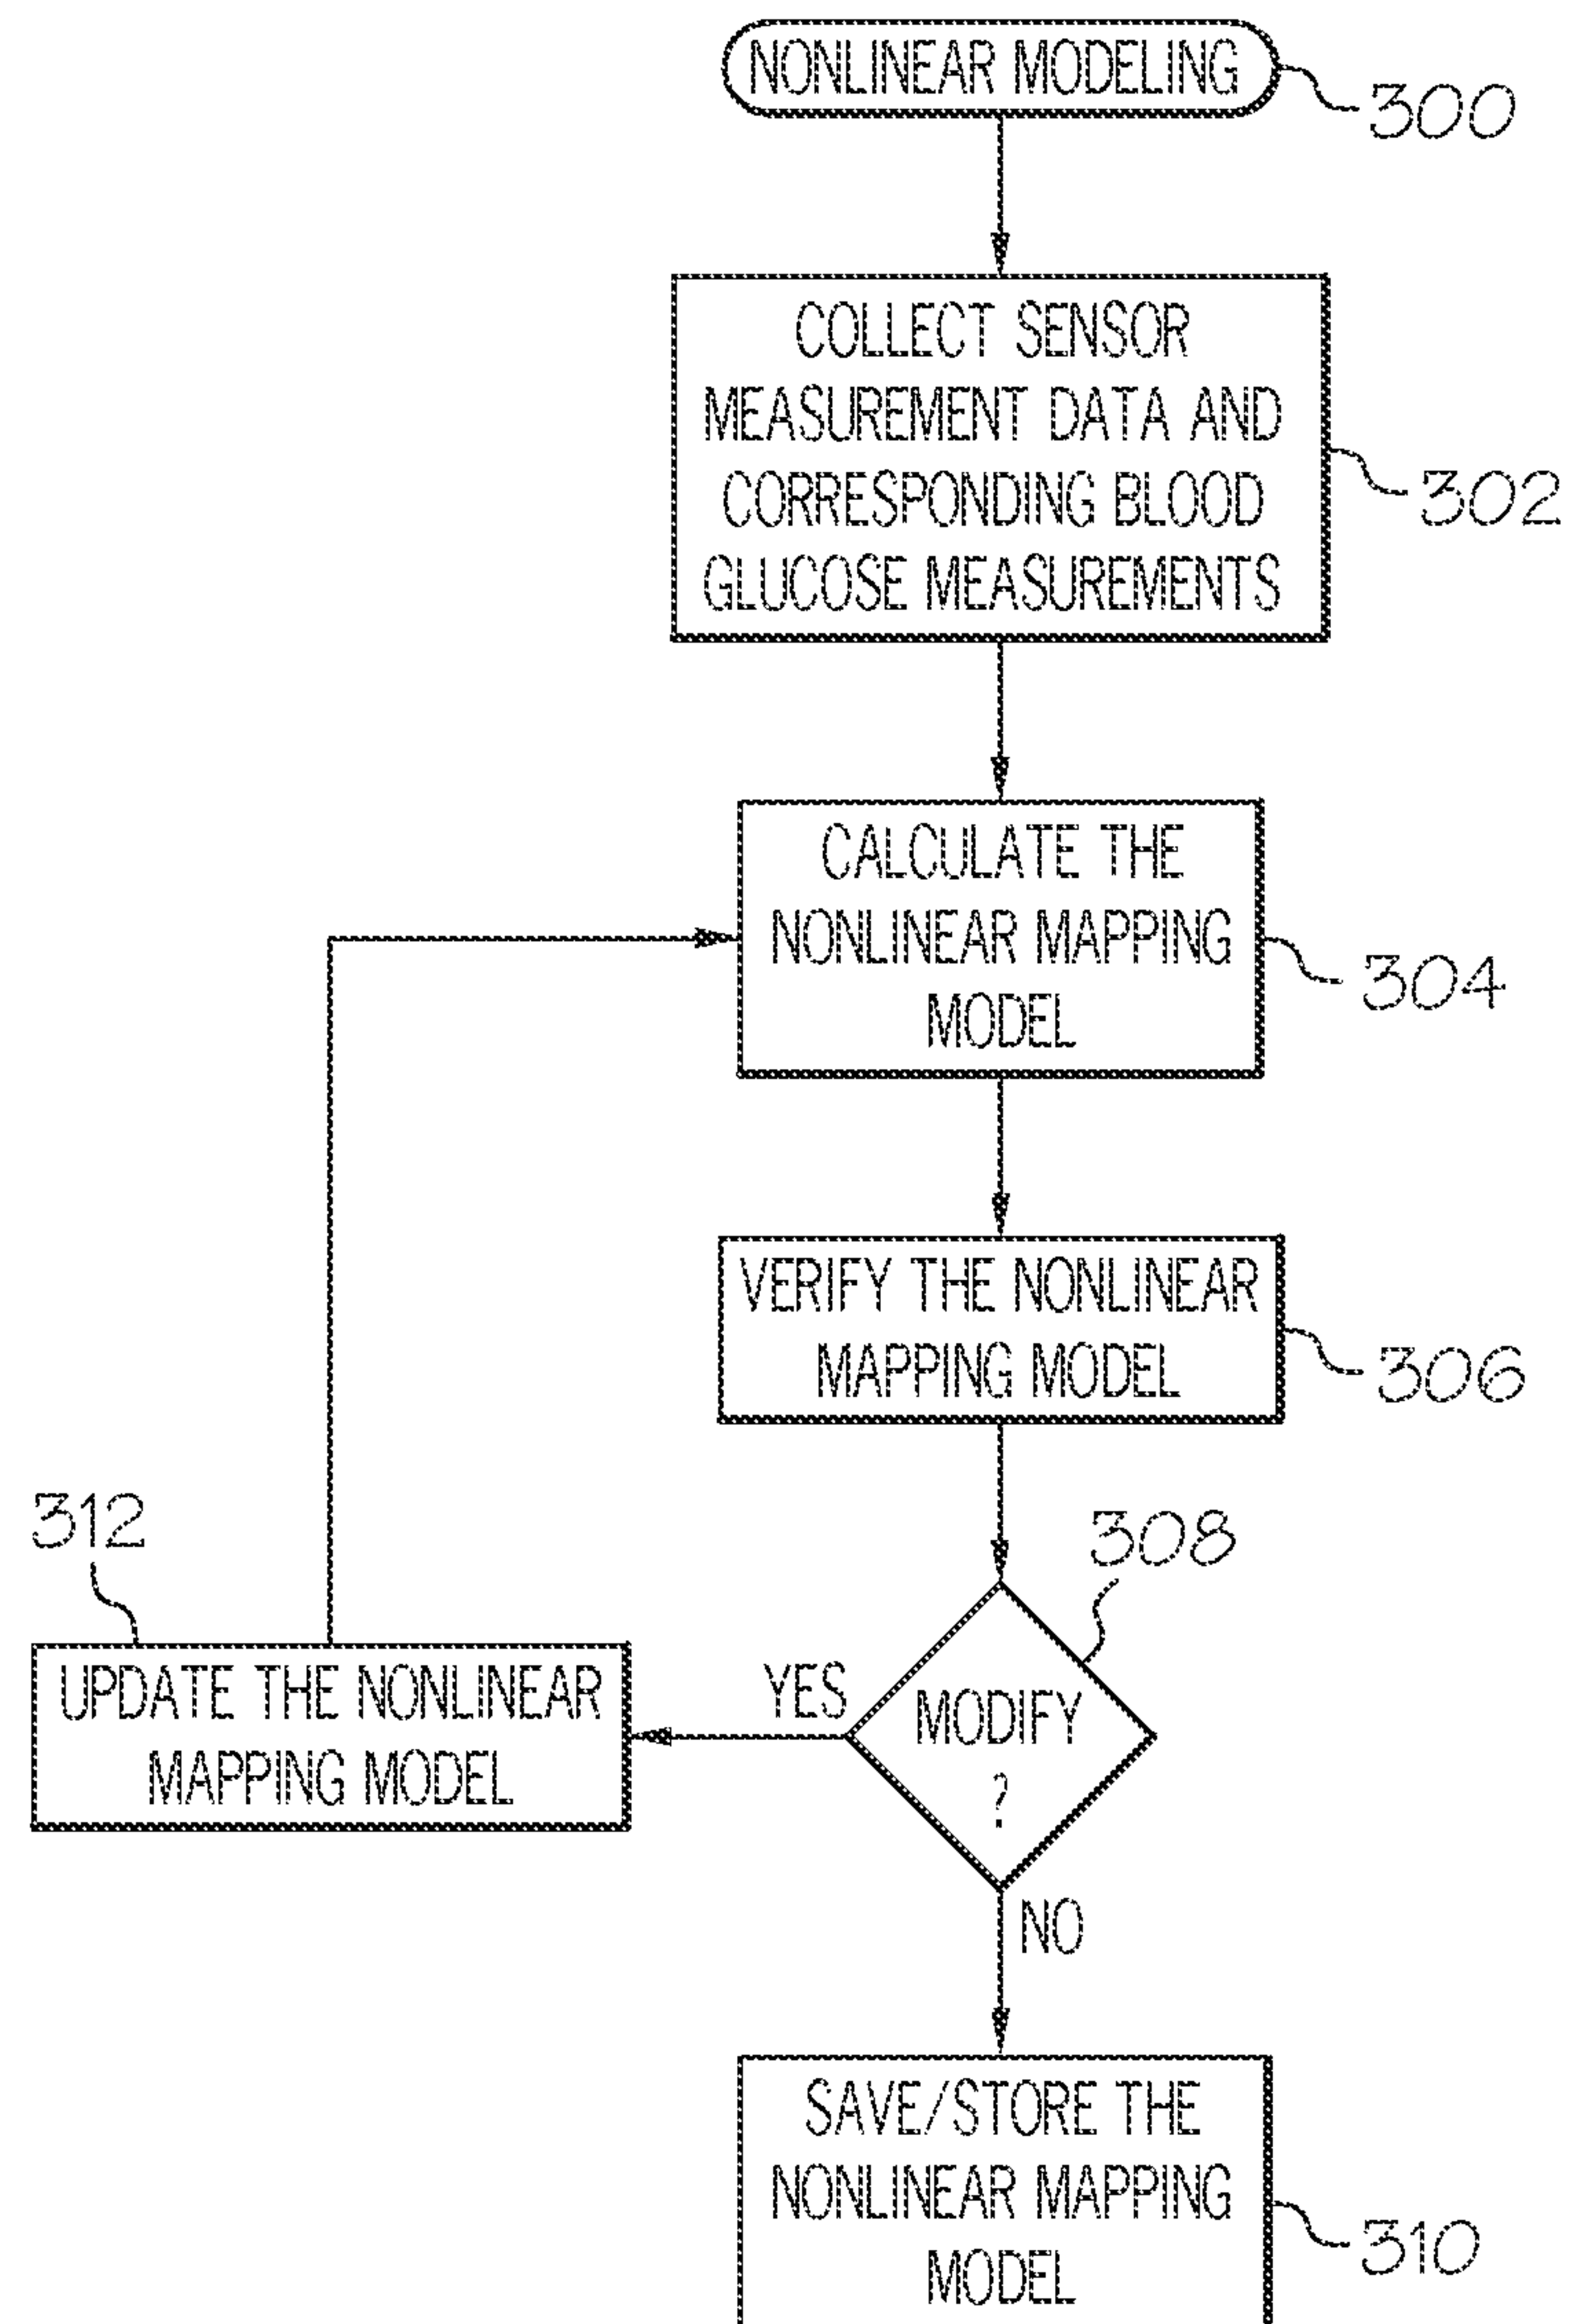 NONLINEAR MODELING
300
COLLECT SENSOR
MEASUREMENT DATA AND
CORRESPONDING BLOOD
GLUCOSE MEASUREMENTS
302
CALCULATE THE
NONLINEAR MAPPING
MODEL
304
VERIFY THE NONLINEAR
MAPPING MODEL
306
308
MODIFY
?
YES
NO
312
UPDATE THE NONLINEAR
MAPPING MODEL
SAVE/STORE THE
NONLINEAR MAPPING
MODEL
310